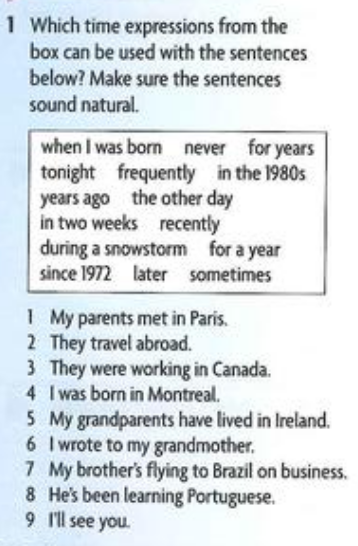 1 Which time expressions from the
box can be used with the sentences
below? Make sure the sentences
sound natural.
when I was born never for years
tonight frequently in the 1980s
years ago the other day
in two weeks recently
during a snowstorm for a year
since 1972 later sometimes
1 My parents met in Paris.
2 They travel abroad.
3 They were working in Canada.
4 I was born in Montreal.
5 My grandparents have lived in Ireland.
6 I wrote to my grandmother.
7 My brother's flying to Brazil on business.
8 He's been learning Portuguese.
9 I'll see you.